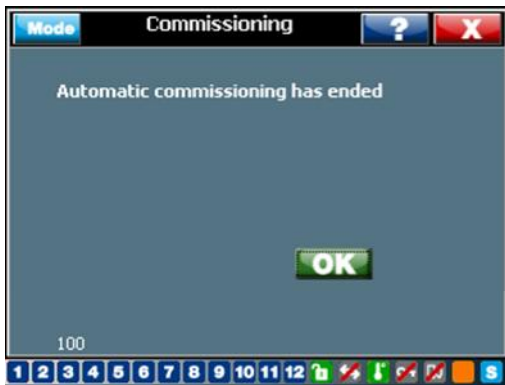 Mode Commissioning ? X
Automatic commissioning has ended
OK
100
1 2 3 4 5 6 7 8 9 10 11 12 S